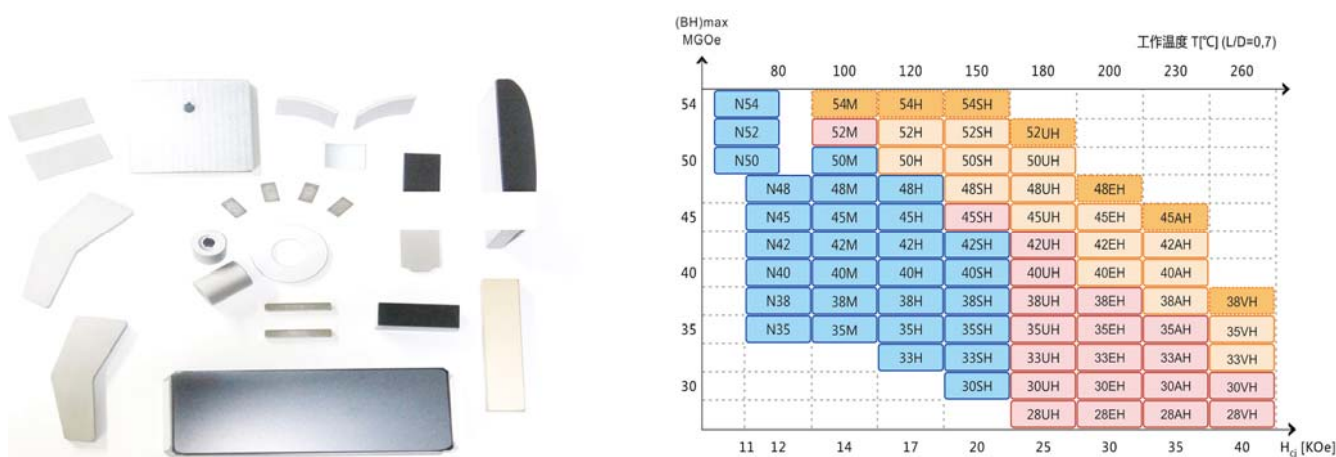 (BH)max
MGOe
工作温度 T[℃] (L/D=0,7)
80 100 120 150 180 200 230 260
54 N54 54M 54H 54SH
N52 52M 52H 52SH 52UH
50 N50 50M 50H 50SH 50UH
N48 48M 48H 48SH 48UH 48EH
45 N45 45M 45H 45SH 45UH 45EH 45AH
N42 42M 42H 42SH 42UH 42EH 42AH
40 N40 40M 40H 40SH 40UH 40EH 40AH
N38 38M 38H 38SH 38UH 38EH 38AH 38VH
35 N35 35M 35H 35SH 35UH 35EH 35AH 35VH
33H 33SH 33UH 33EH 33AH 33VH
30 30SH 30UH 30EH 30AH 30VH
28UH 28EH 28AH 28VH
11 12 14 17 20 25 30 35 40 Hcj [KOe]